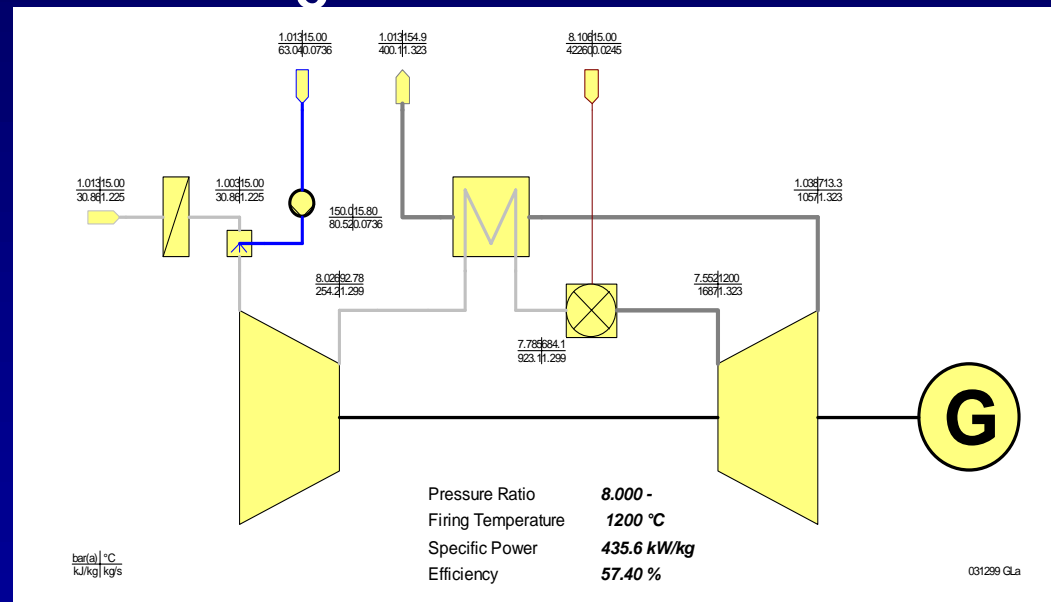 1.013|15.00
63.04|0.0736
1.013|154.9
400.1|1.323
8.106|15.00
42260|0.0245
1.013|15.00
30.86|1.225
1.003|15.00
30.86|1.225
150.0|15.80
80.52|0.0736
1.038|713.3
1057|1.323
8.026|92.78
254.2|1.299
7.552|1200
1687|1.323
7.785|684.1
923.1|1.299
G
Pressure Ratio 8.000 -
Firing Temperature 1200 °C
Specific Power 435.6 kW/kg
Efficiency 57.40 %
bar(a)|°C
kJ/kg|kg/s
031299 GLa